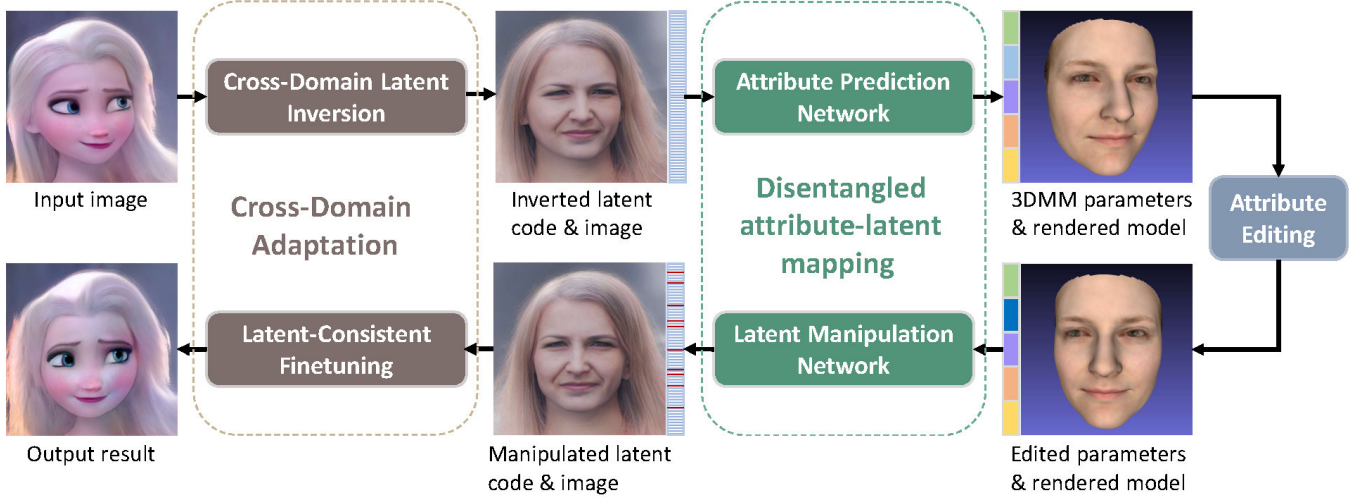 Cross-Domain Latent
Inversion
Attribute Prediction
Network
Input image
Inverted latent
code & image
3DMM parameters
& rendered model
Cross-Domain
Adaptation
Disentangled
attribute-latent
mapping
Attribute
Editing
Latent-Consistent
Finetuning
Latent Manipulation
Network
Output result
Manipulated latent
code & image
Edited parameters
& rendered model